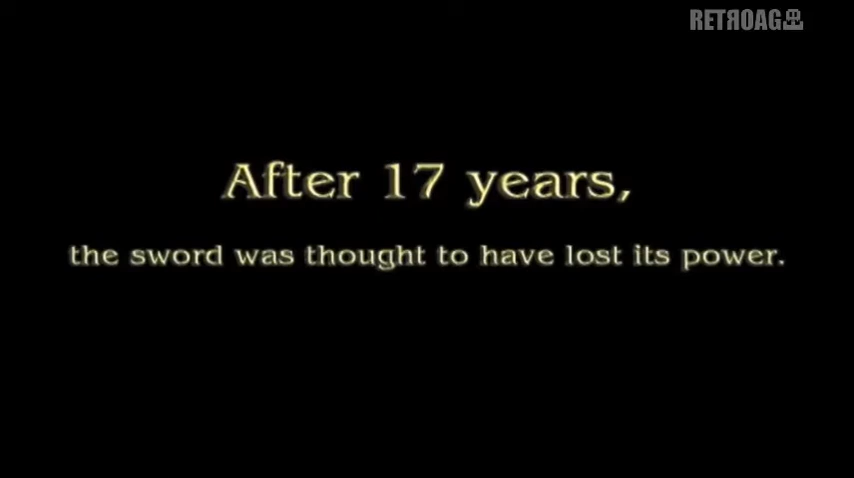 RETROAGE
After 17 years,
the sword was thought to have lost its power.